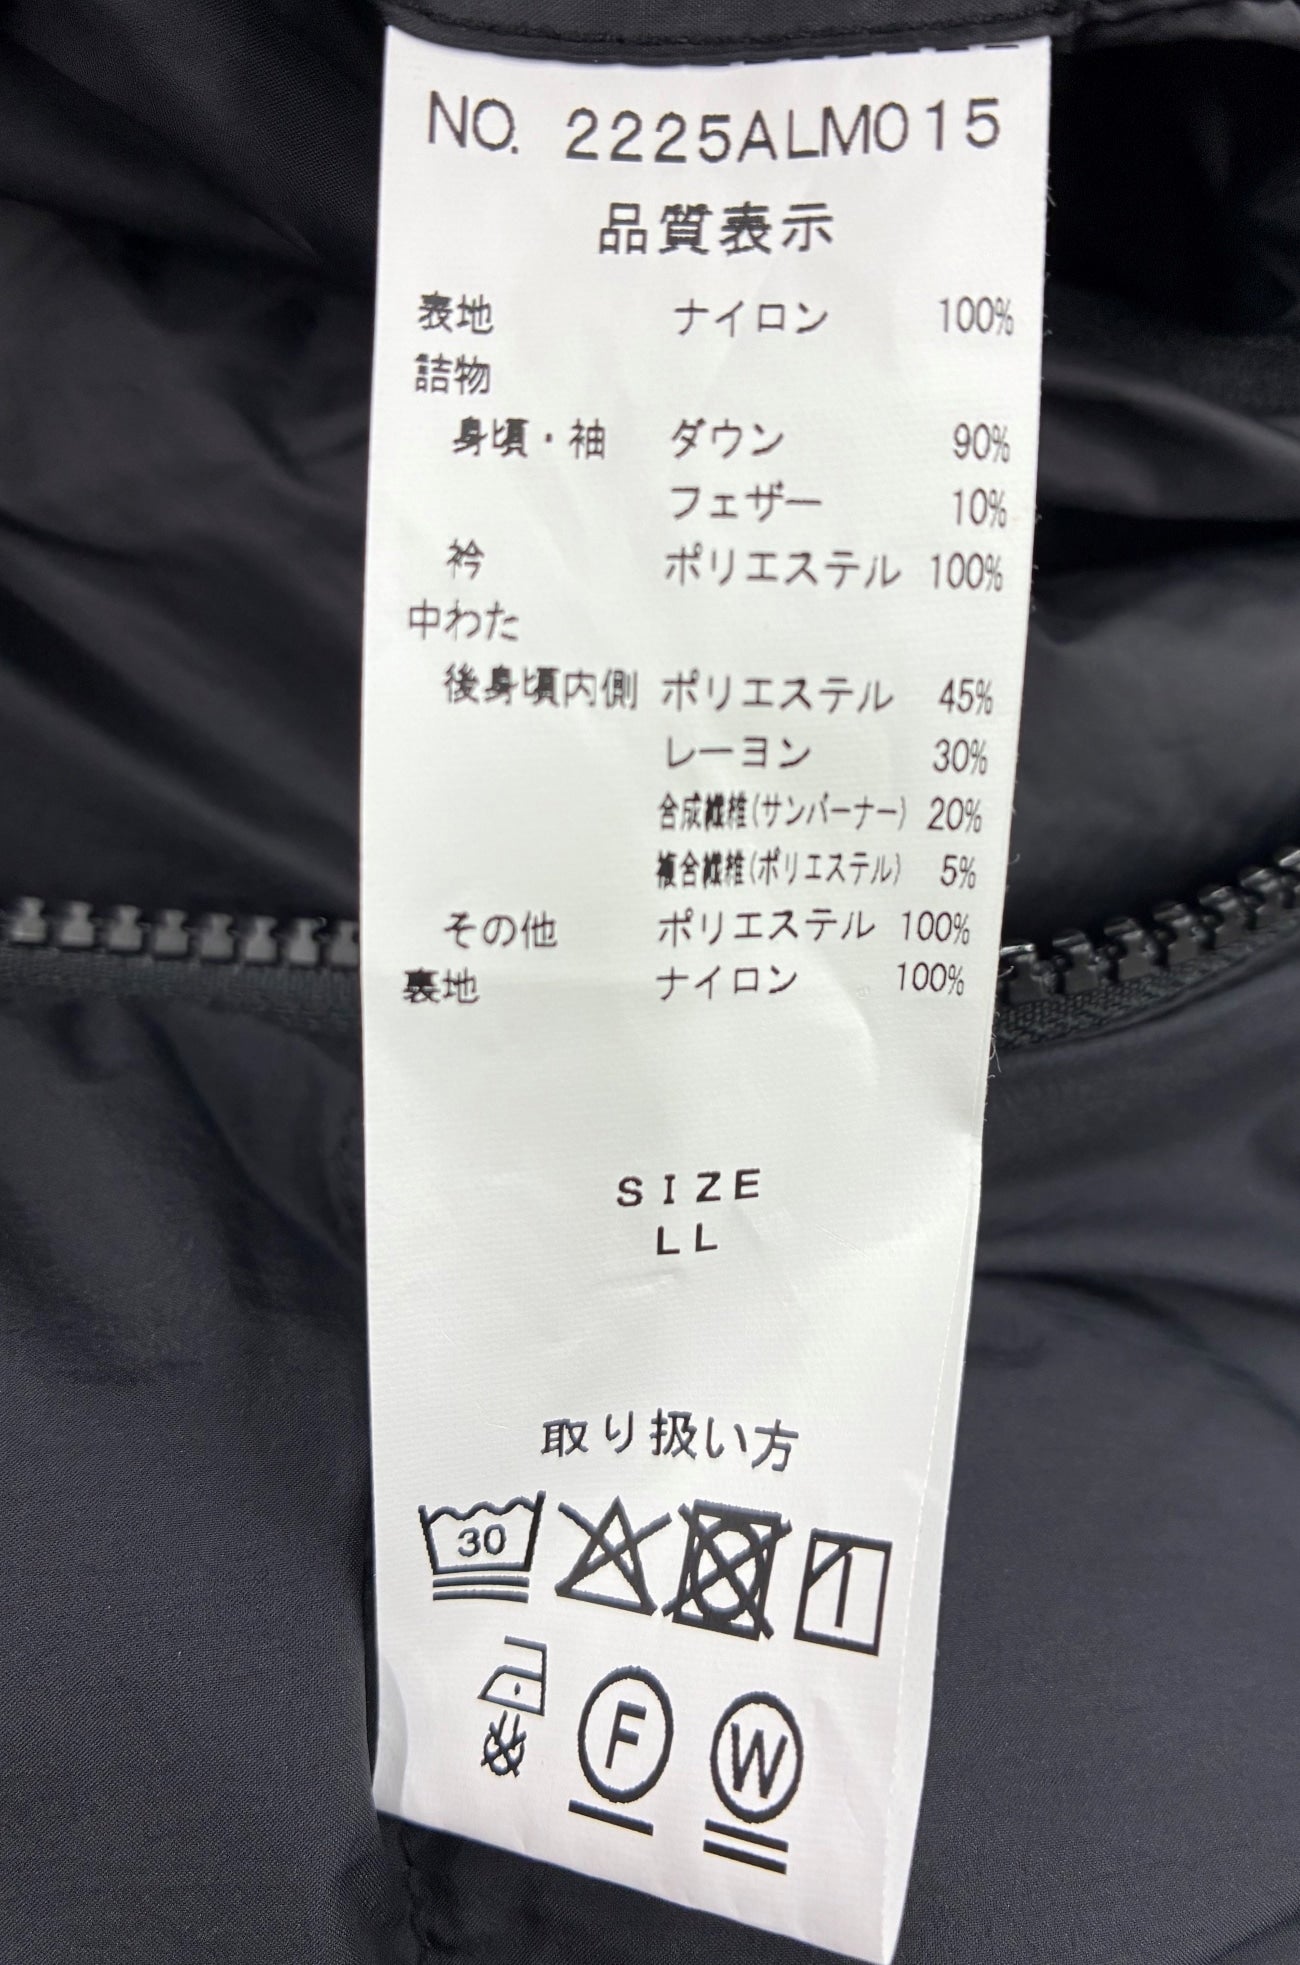 NO. 2225ALM015
品質表示
表地 ナイロン 100%
詰物
身頃・袖 ダウン 90%
フェザー 10%
衿 ポリエステル 100%
中わた
後身頃内側 ポリエステル 45%
レーヨン 30%
合成繊維(サンバーナー) 20%
複合繊維(ポリエステル) 5%
その他 ポリエステル 100%
裏地 ナイロン 100%
SIZE
LL
取り扱い方
30
F W